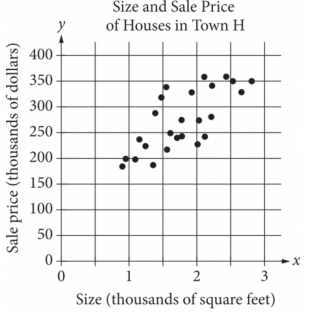 Size and Sale Price
of Houses in Town H
y
400
350
300
250
200
150
100
50
0
Sale price (thousands of dollars)
x
0 1 2 3
Size (thousands of square feet)